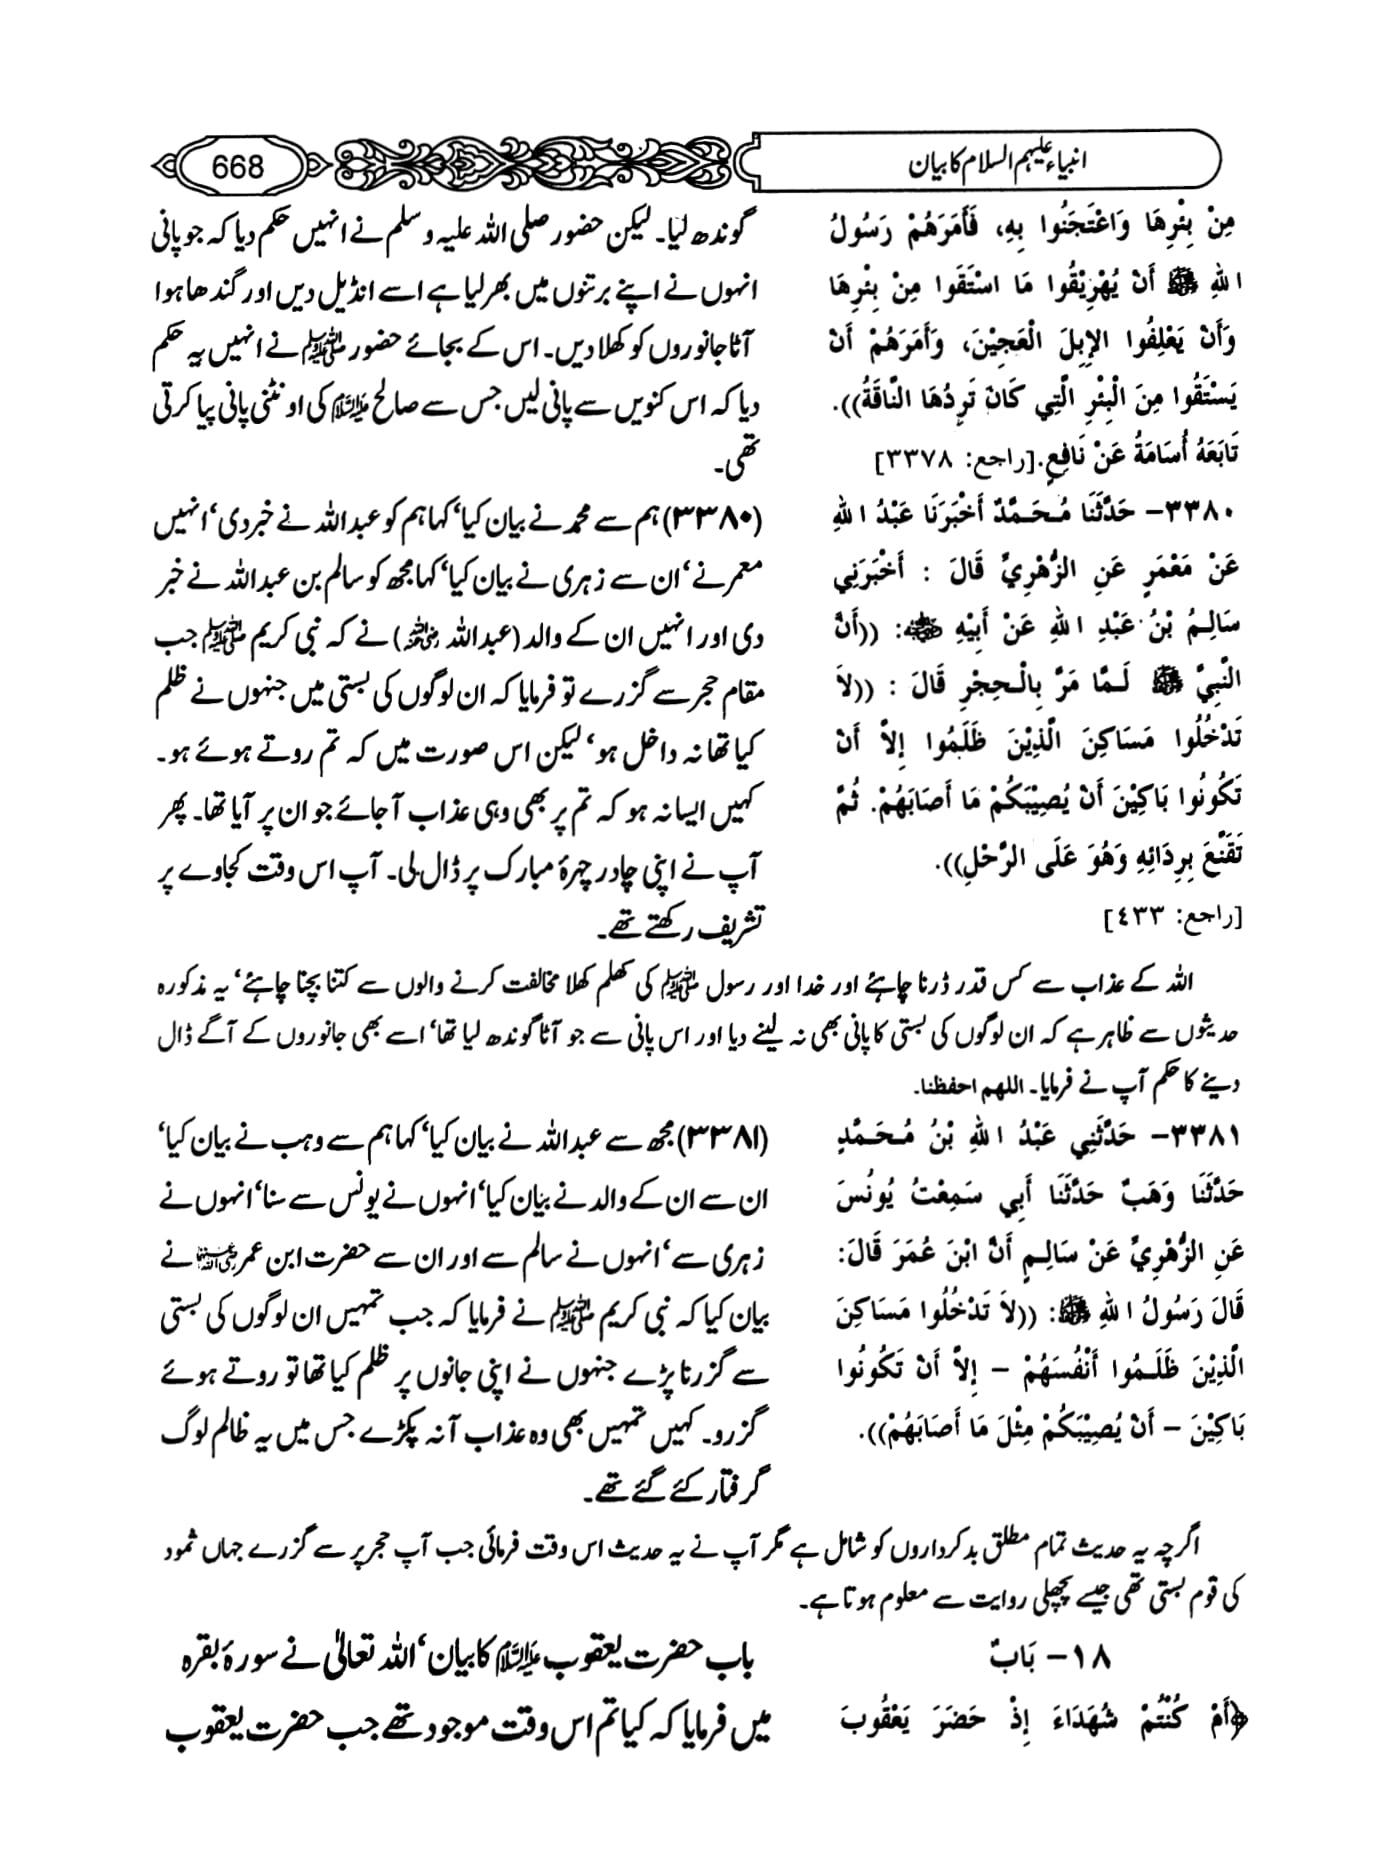 انبیاء علیہم السلام کا بیان
668
مِنْ بِئْرِهَا وَاعْتَجَنُوا بِهِ، فَأَمَرَهُمْ رَسُولُ
اللهِ ﷺ أَنْ يُهْرِيْقُوا مَا اسْتَقَوا مِنْ بِئْرِهَا
وَأَنْ يَعْلِفُوا الإِبِلَ الْعَجِيْنَ، وَأَمَرَهُمْ أَنْ
يَسْتَقُوا مِنَ الْبِئْرِ الَّتِي كَانَ تَرِدُهَا النَّاقَةُ)).
تَابَعَهُ أُسَامَةُ عَنْ نَافِعٍ.[راجع: ٣٣٧٨]
گوندھ لیا۔ لیکن حضور صلی اللہ علیہ و سلم نے انہیں حکم دیا کہ جو پانی
انہوں نے اپنے برتنوں میں بھر لیا ہے اسے انڈیل دیں اور گندھا ہوا
آٹا جانوروں کو کھلا دیں۔ اس کے بجائے حضور ﷺ نے انہیں یہ حکم
دیا کہ اس کنویں سے پانی لیں جس سے صالح علیہ السلام کی اونٹنی پانی پیا کرتی
تھی۔
٣٣٨٠- حَدَّثَنَا مُحَمَّدٌ أَخْبَرَنَا عَبْدُ اللهِ
عَنْ مَعْمَرٍ عَنِ الزُّهْرِيِّ قَالَ : أَخْبَرَنِي
سَالِمُ بْنُ عَبْدِ اللهِ عَنْ أَبِيْهِ ﷺ: ((أَنَّ
النَّبِيَّ ﷺ لَمَّا مَرَّ بِالْحِجْرِ قَالَ : ((لاَ
تَدْخُلُوا مَسَاكِنَ الَّذِيْنَ ظَلَمُوا إِلاَّ أَنْ
تَكُونُوا بَاكِيْنَ أَنْ يُصِيْبَكُمْ مَا أَصَابَهُمْ. ثُمَّ
تَقَنَّعَ بِرِدَائِهِ وَهُوَ عَلَى الرَّحْلِ)).
[راجع: ٤٣٣]
(۳۳۸۰) ہم سے محمد نے بیان کیا‘ کہا ہم کو عبداللہ نے خبر دی‘ انہیں
معمر نے‘ ان سے زہری نے بیان کیا‘ کہا مجھ کو سالم بن عبداللہ نے خبر
دی اور انہیں ان کے والد (عبداللہ رضی اللہ عنہ) نے کہ نبی کریم ﷺ جب
مقام حجر سے گزرے تو فرمایا کہ ان لوگوں کی بستی میں جنہوں نے ظلم
کیا تھا نہ داخل ہو‘ لیکن اس صورت میں کہ تم روتے ہوئے ہو۔
کہیں ایسا نہ ہو کہ تم پر بھی وہی عذاب آ جائے جو ان پر آیا تھا۔ پھر
آپ نے اپنی چادر چہرۂ مبارک پر ڈال لی۔ آپ اس وقت کجاوے پر
تشریف رکھتے تھے۔
اللہ کے عذاب سے کس قدر ڈرنا چاہئے اور خدا اور رسول ﷺ کی کھلم کھلا مخالفت کرنے والوں سے کتنا بچنا چاہئے‘ یہ مذکورہ
حدیثوں سے ظاہر ہے کہ ان لوگوں کی بستی کا پانی بھی نہ لینے دیا اور اس پانی سے جو آٹا گوندھ لیا تھا‘ اسے بھی جانوروں کے آگے ڈال
دینے کا حکم آپ نے فرمایا۔ اللهم احفظنا۔
٣٣٨١- حَدَّثَنِي عَبْدُ اللهِ بْنُ مُحَمَّدٍ
حَدَّثَنَا وَهَبٌ حَدَّثَنَا أَبِي سَمِعْتُ يُونُسَ
عَنِ الزُّهْرِيِّ عَنْ سَالِمٍ أَنَّ ابْنَ عُمَرَ قَالَ:
قَالَ رَسُولُ اللهِ ﷺ: ((لاَ تَدْخُلُوا مَسَاكِنَ
الَّذِيْنَ ظَلَمُوا أَنْفُسَهُمْ – إِلاَّ أَنْ تَكُونُوا
بَاكِيْنَ – أَنْ يُصِيْبَكُمْ مِثْلَ مَا أَصَابَهُمْ)).
(۳۳۸۱) مجھ سے عبداللہ نے بیان کیا‘ کہا ہم سے وہب نے بیان کیا‘
ان سے ان کے والد نے بیان کیا‘ انہوں نے یونس سے سنا‘ انہوں نے
زہری سے‘ انہوں نے سالم سے اور ان سے حضرت ابن عمر رضی اللہ عنہما نے
بیان کیا کہ نبی کریم ﷺ نے فرمایا کہ جب تمہیں ان لوگوں کی بستی
سے گزرنا پڑے جنہوں نے اپنی جانوں پر ظلم کیا تھا تو روتے ہوئے
گزرو۔ کہیں تمہیں بھی وہ عذاب آ نہ پکڑے جس میں یہ ظالم لوگ
گرفتار کئے گئے تھے۔
اگرچہ یہ حدیث تمام مطلق بدکرداروں کو شامل ہے مگر آپ نے یہ حدیث اس وقت فرمائی جب آپ حجر پر سے گزرے جہاں ثمود
کی قوم بستی تھی جیسے پچھلی روایت سے معلوم ہوتا ہے۔
١٨- بَابٌ
﴿أَمْ كُنْتُمْ شُهَدَاءَ إِذْ حَضَرَ يَعْقُوبَ
باب حضرت یعقوب علیہ السلام کا بیان‘ اللہ تعالیٰ نے سورۂ بقرہ
میں فرمایا کہ کیا تم اس وقت موجود تھے جب حضرت یعقوب